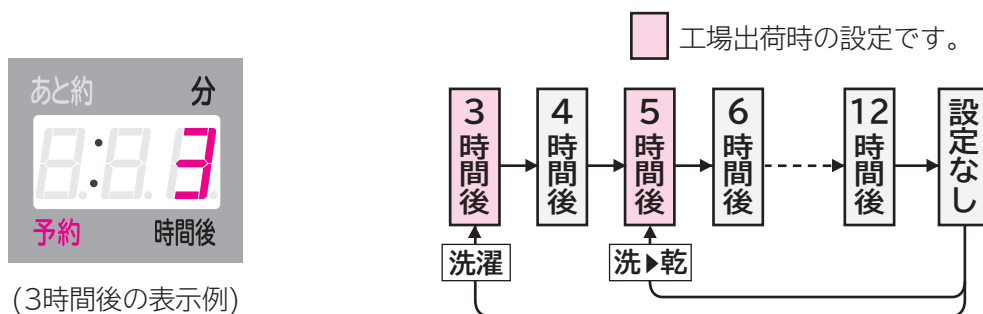 工場出荷時の設定です。
あと約 分
3
予約 時間後
(3時間後の表示例)
3時間後
4時間後
5時間後
6時間後
12時間後
設定なし
洗濯
洗▶乾